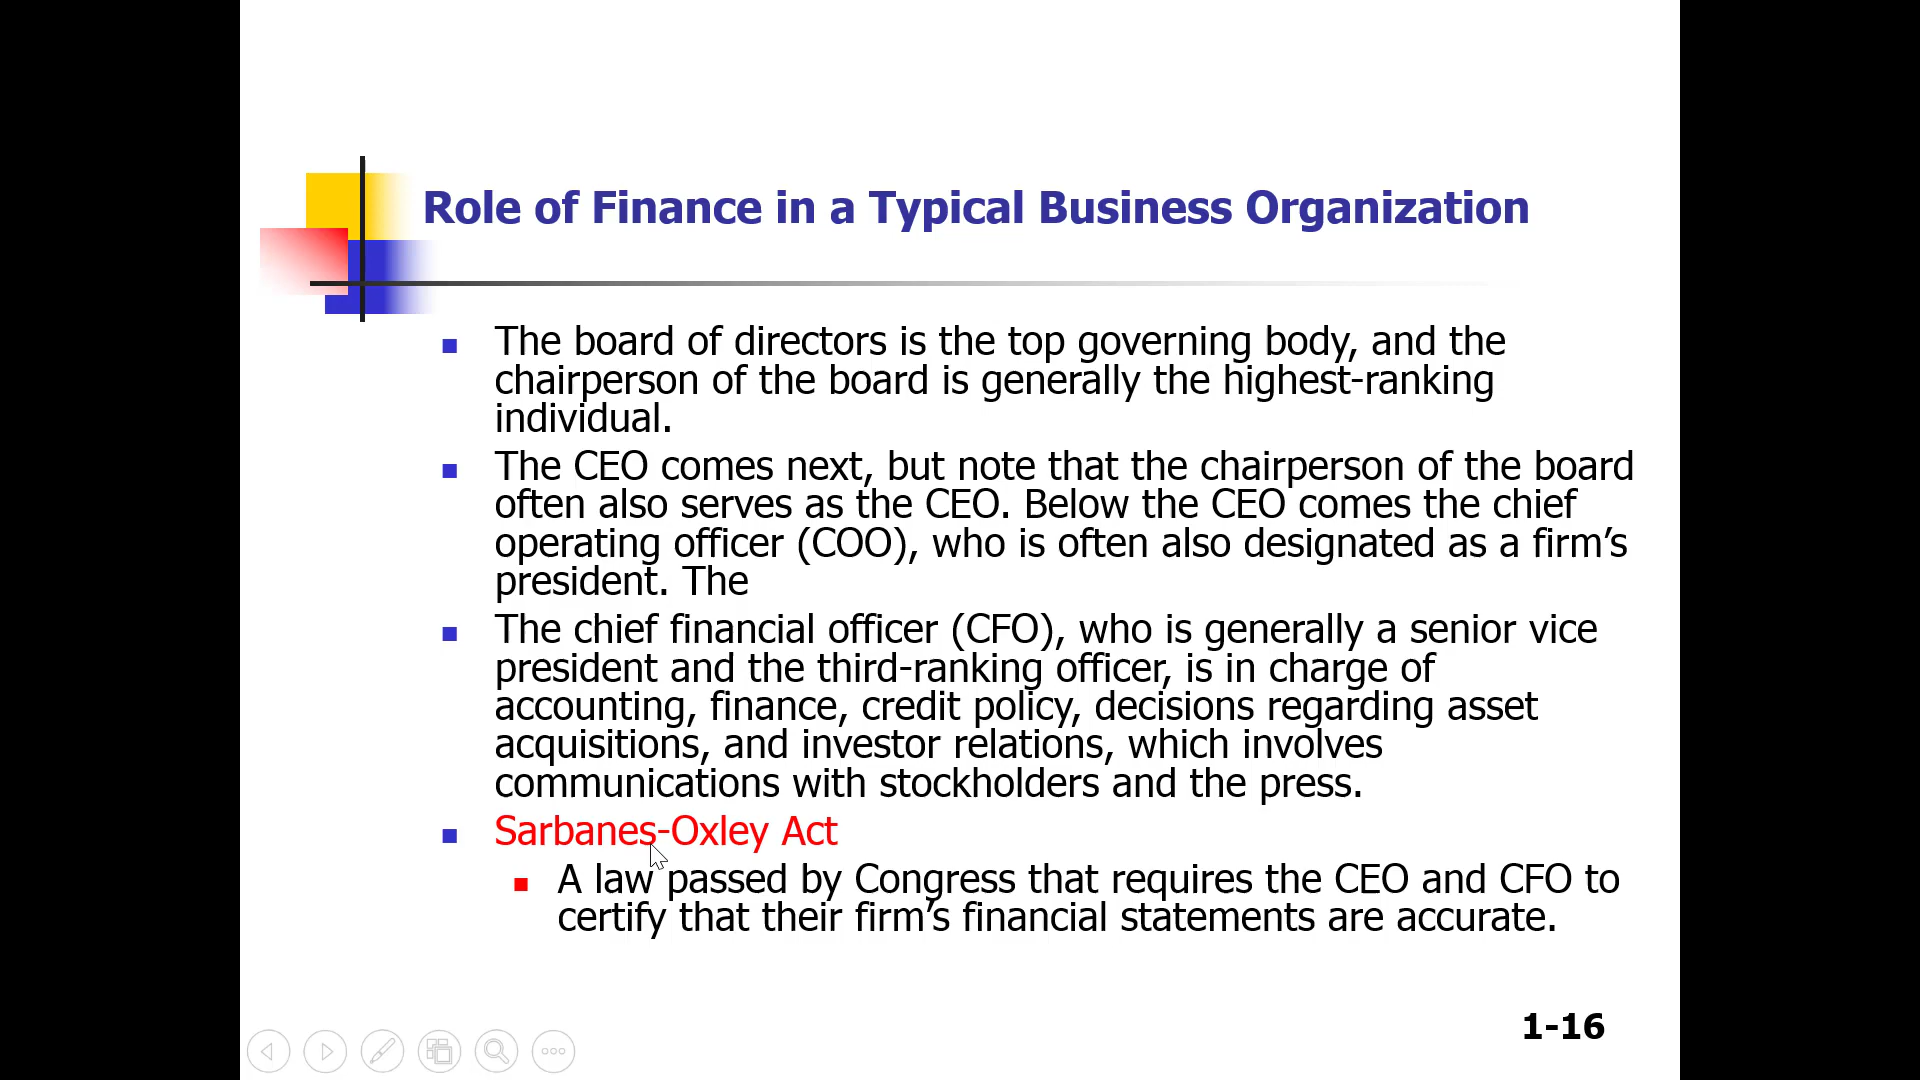 Role of Finance in a Typical Business Organization
The board of directors is the top governing body, and the
chairperson of the board is generally the highest-ranking
individual.
The CEO comes next, but note that the chairperson of the board
often also serves as the CEO. Below the CEO comes the chief
operating officer (COO), who is often also designated as a firm’s
president. The
The chief financial officer (CFO), who is generally a senior vice
president and the third-ranking officer, is in charge of
accounting, finance, credit policy, decisions regarding asset
acquisitions, and investor relations, which involves
communications with stockholders and the press.
Sarbanes-Oxley Act
A law passed by Congress that requires the CEO and CFO to
certify that their firm’s financial statements are accurate.
1-16